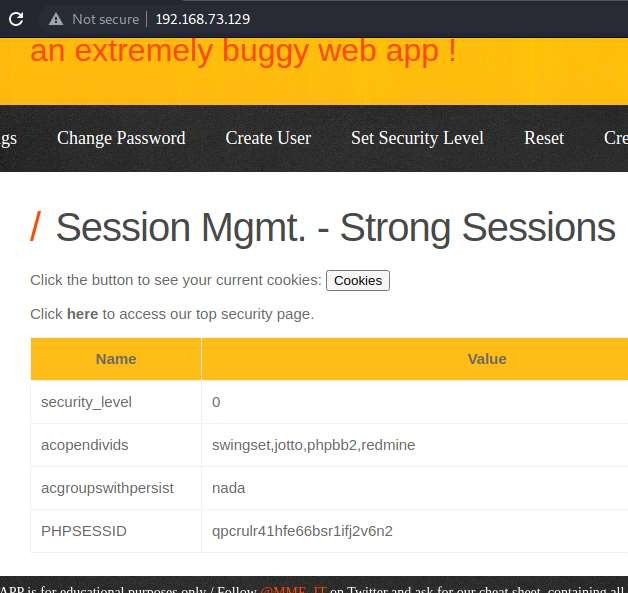 Not secure 192.168.73.129
an extremely buggy web app !
gs Change Password Create User Set Security Level Reset Cre
/ Session Mgmt. - Strong Sessions
Click the button to see your current cookies: Cookies
Click here to access our top security page.
Name Value
security_level 0
acopendivids swingset,jotto,phpbb2,redmine
acgroupswithpersist nada
PHPSESSID qpcrulr41hfe66bsr1ifj2v6n2
APP is for educational purposes only / Follow @MME_IT on Twitter and ask for our cheat sheet, containing all